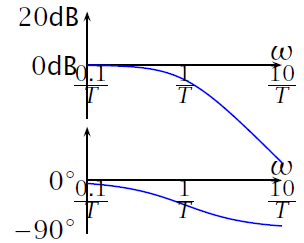 20dB
ω
0dB 0.1/T 1/T 10/T
ω
0° 0.1/T 1/T 10/T
−90°